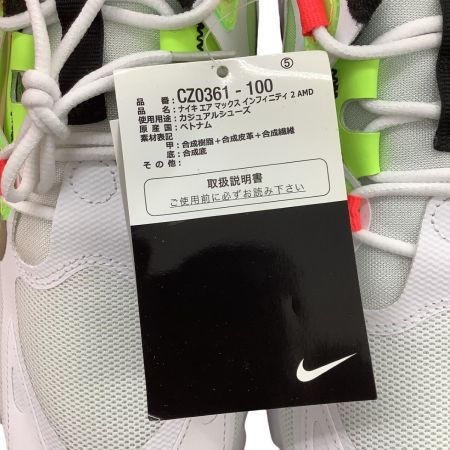 ⑤
品 番：CZ0361 - 100
品 名：ナイキ エア マックス インフィニティ 2 AMD
使用用途：カジュアルシューズ
原 産 国：ベトナム
素材表記
甲：合成樹脂＋合成皮革＋合成繊維
底：合成底
そ の 他：
取扱説明書
ご使用前に必ずお読み下さい